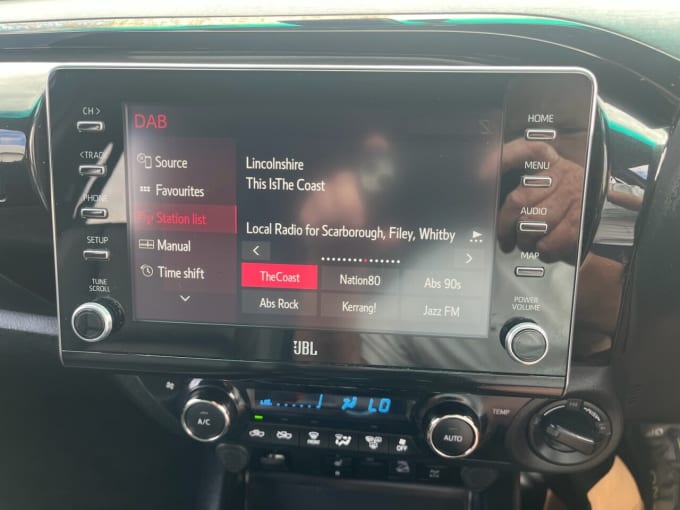 CH >
< TRACK
PHONE
SETUP
TUNE
SCROLL
DAB
Source
Favourites
Station list
Manual
Time shift
Lincolnshire
This IsThe Coast
Local Radio for Scarborough, Filey, Whitby
TheCoast
Nation80
Abs 90s
Abs Rock
Kerrang!
Jazz FM
HOME
MENU
AUDIO
MAP
POWER
VOLUME
JBL
1
LO
A/C
AUTO
TEMP
OFF